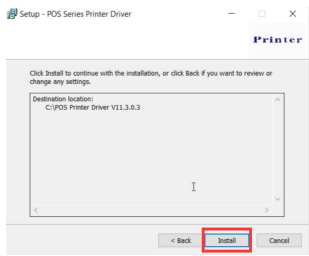 Setup - POS Series Printer Driver
Printer
Click Install to continue with the installation, or click Back if you want to review or
change any settings.
Destination location:
C:\POS Printer Driver V11.3.0.3
< Back
Install
Cancel